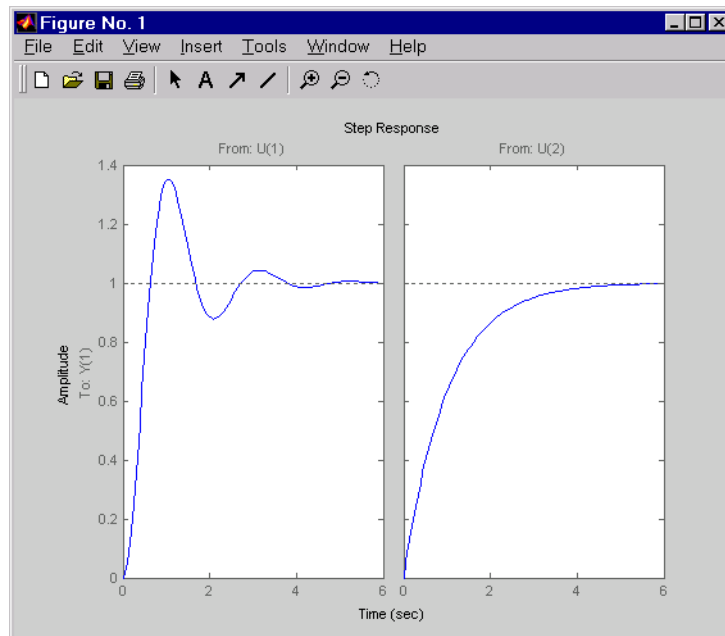 Figure No. 1
File Edit View Insert Tools Window Help
A
Step Response
From: U(1)
From: U(2)
1.4
1.2
1
0.8
0.6
0.4
0.2
0
Amplitude
To: Y(1)
0 2 4 6
0 2 4 6
Time (sec)